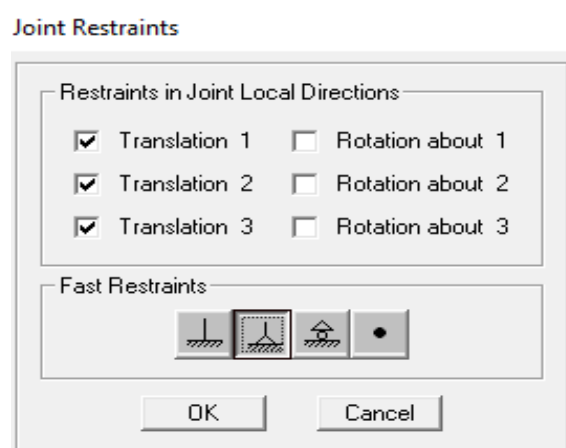 Joint Restraints
Restraints in Joint Local Directions
Translation 1 Rotation about 1
Translation 2 Rotation about 2
Translation 3 Rotation about 3
Fast Restraints
OK Cancel